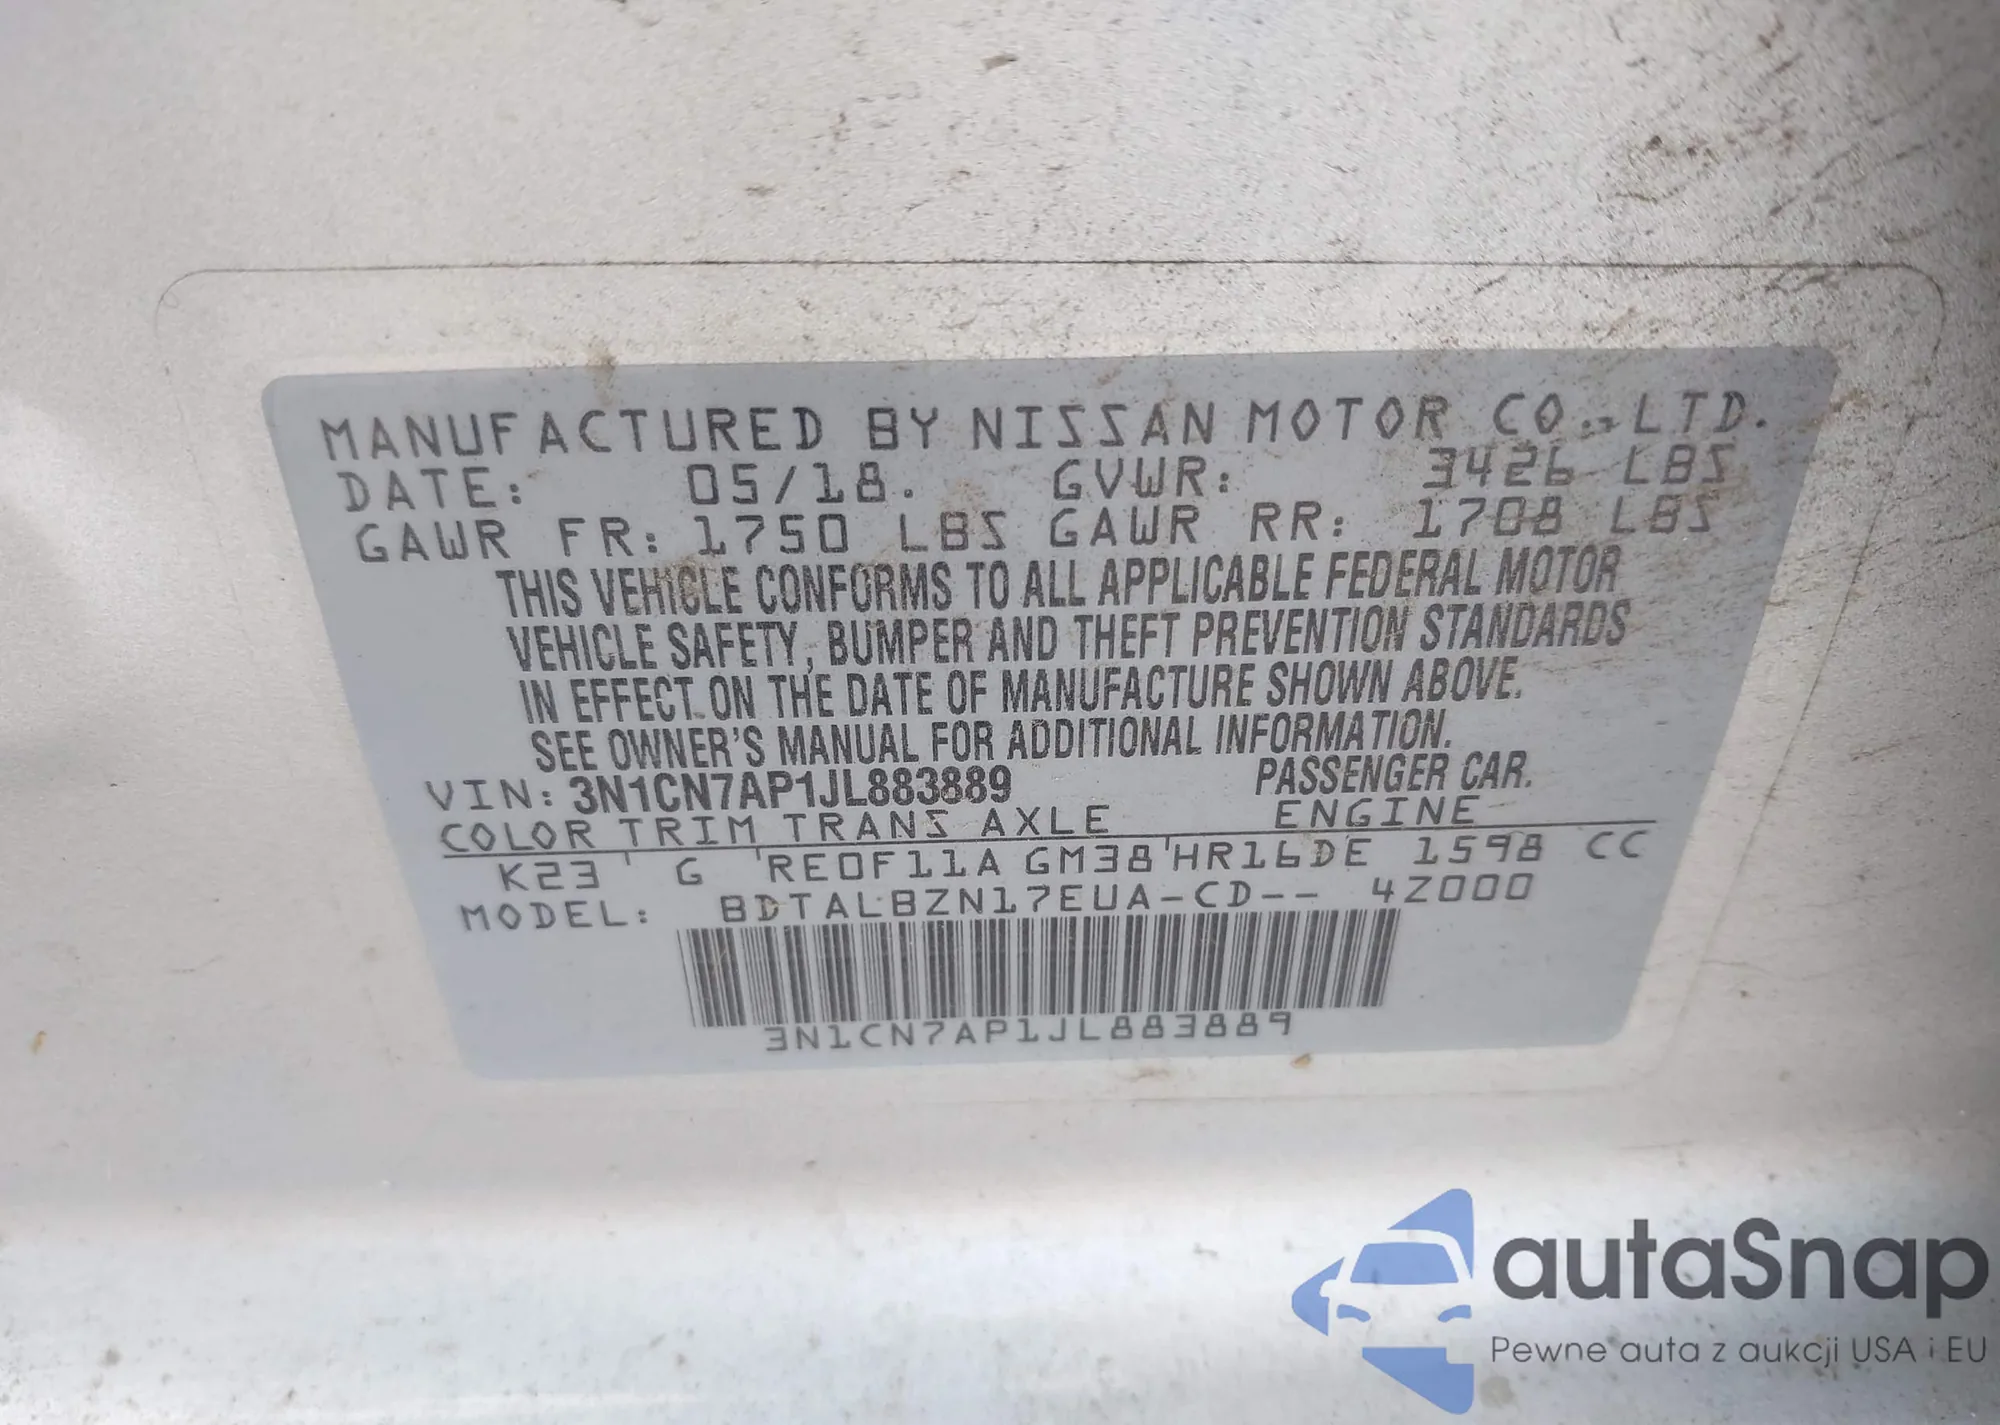 MANUFACTURED BY NISSAN MOTOR CO., LTD.
DATE: 05/18. GVWR: 3426 LBS
GAWR FR: 1750 LBS GAWR RR: 1708 LBS
THIS VEHICLE CONFORMS TO ALL APPLICABLE FEDERAL MOTOR
VEHICLE SAFETY, BUMPER AND THEFT PREVENTION STANDARDS
IN EFFECT ON THE DATE OF MANUFACTURE SHOWN ABOVE.
SEE OWNER'S MANUAL FOR ADDITIONAL INFORMATION.
VIN: 3N1CN7AP1JL883889 PASSENGER CAR.
COLOR TRIM TRANS AXLE ENGINE
K23 ' G 'RE0F11A GM38'HR16DE 1598 CC
MODEL: BDTALBZN17EUA-CD-- 4Z000
3N1CN7AP1JL883889
autaSnap
Pewne auta z aukcji USA i EU